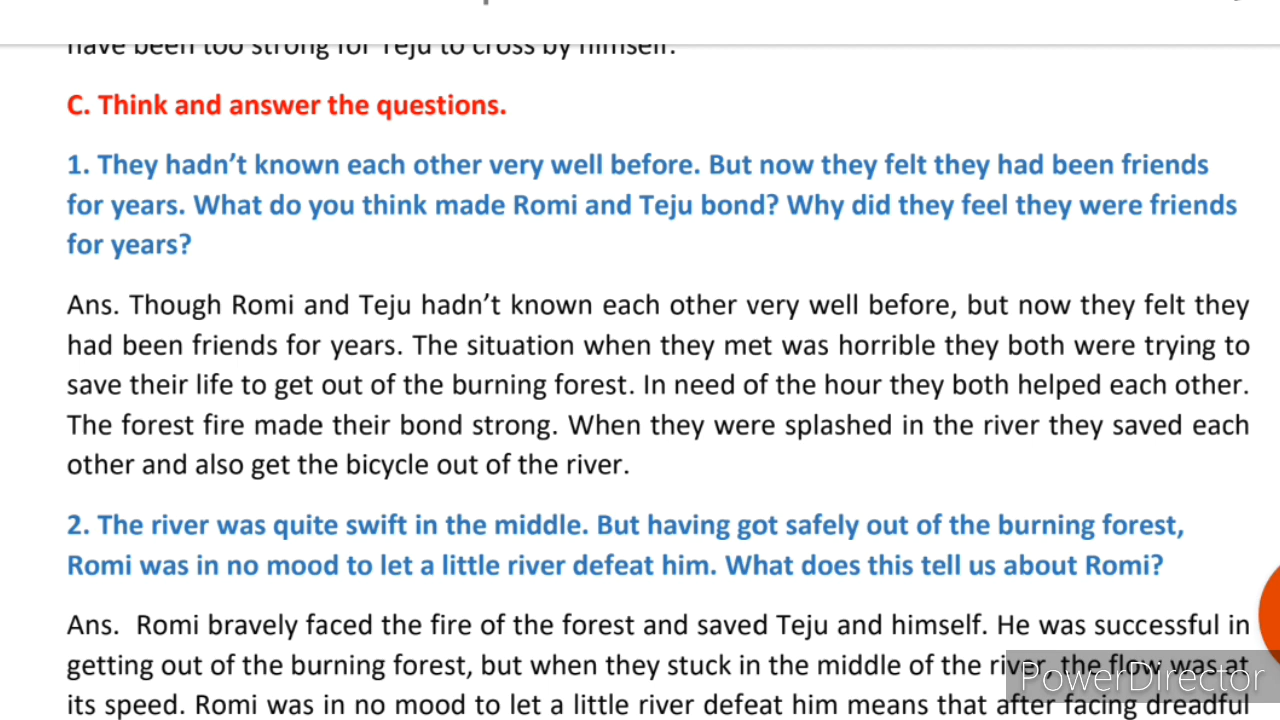 have been too strong for Teju to cross by himself.
C. Think and answer the questions.
1. They hadn't known each other very well before. But now they felt they had been friends
for years. What do you think made Romi and Teju bond? Why did they feel they were friends
for years?
Ans. Though Romi and Teju hadn't known each other very well before, but now they felt they
had been friends for years. The situation when they met was horrible they both were trying to
save their life to get out of the burning forest. In need of the hour they both helped each other.
The forest fire made their bond strong. When they were splashed in the river they saved each
other and also get the bicycle out of the river.
2. The river was quite swift in the middle. But having got safely out of the burning forest,
Romi was in no mood to let a little river defeat him. What does this tell us about Romi?
Ans. Romi bravely faced the fire of the forest and saved Teju and himself. He was successful in
getting out of the burning forest, but when they stuck in the middle of the river, the flow was at
its speed. Romi was in no mood to let a little river defeat him means that after facing dreadful
PowerDirector